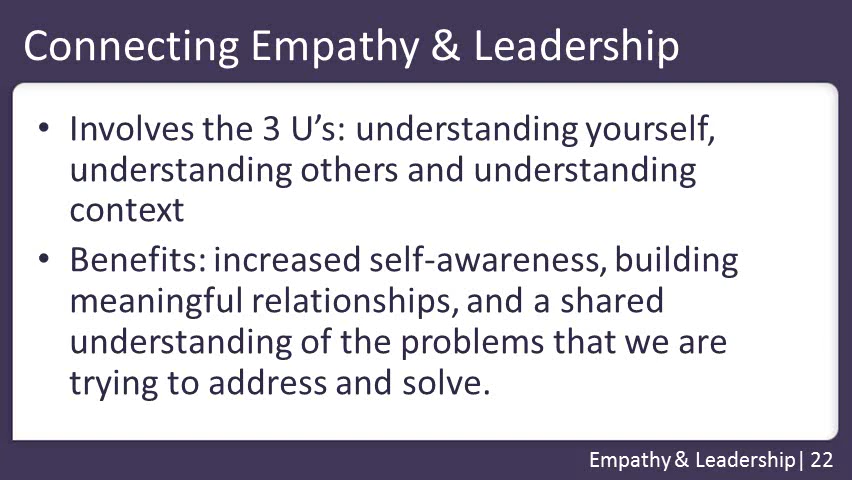 Connecting Empathy & Leadership
• Involves the 3 U’s: understanding yourself,
understanding others and understanding
context
• Benefits: increased self-awareness, building
meaningful relationships, and a shared
understanding of the problems that we are
trying to address and solve.
Empathy & Leadership| 22